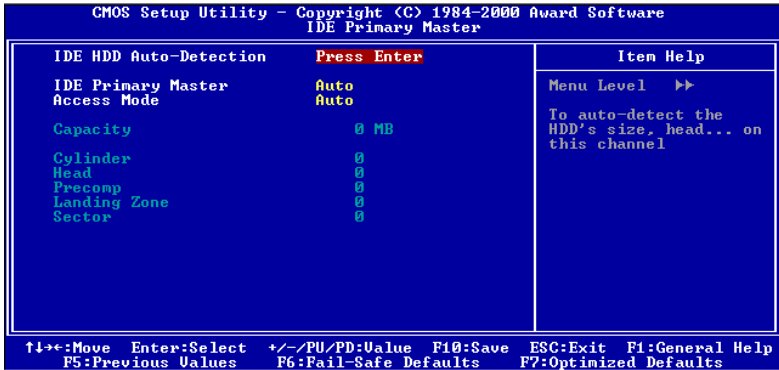 CMOS Setup Utility - Copyright (C) 1984-2000 Award Software
IDE Primary Master
IDE HDD Auto-Detection Press Enter
IDE Primary Master Auto
Access Mode Auto
Capacity 0 MB
Cylinder 0
Head 0
Precomp 0
Landing Zone 0
Sector 0
Item Help
Menu Level ▸▸
To auto-detect the
HDD's size, head... on
this channel
↑↓→←:Move Enter:Select +/-/PU/PD:Value F10:Save ESC:Exit F1:General Help
F5:Previous Values F6:Fail-Safe Defaults F7:Optimized Defaults